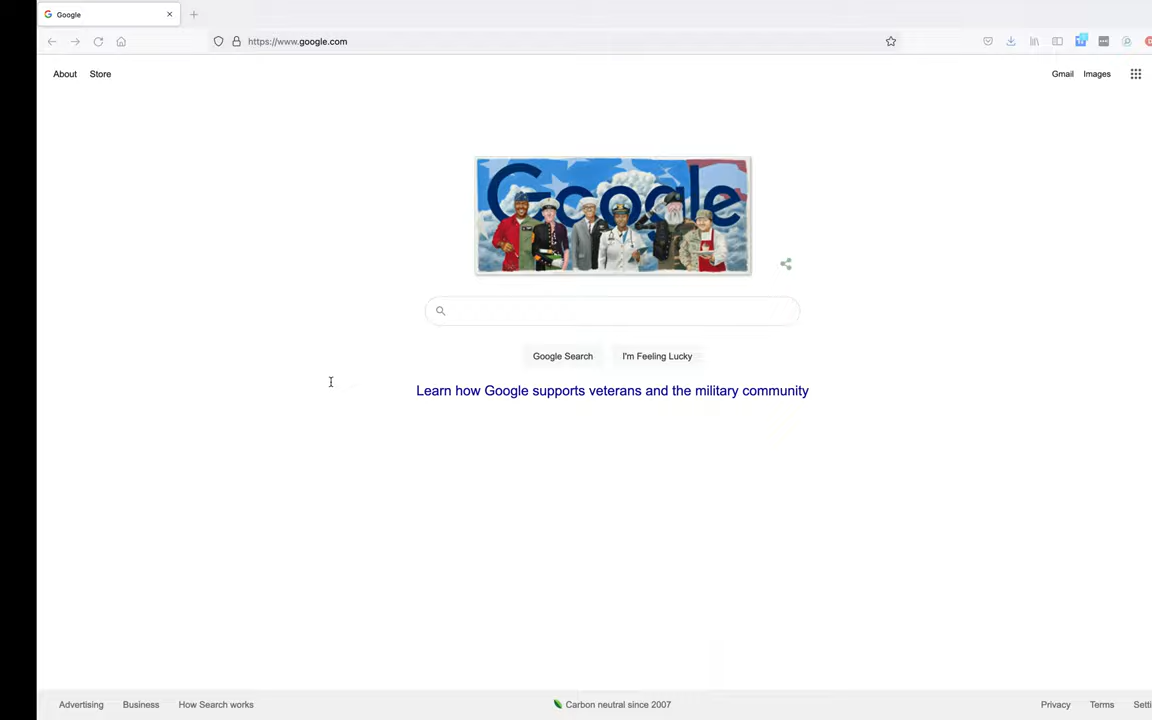 Google
https://www.google.com
About Store
Gmail Images
Google
Google Search I'm Feeling Lucky
Learn how Google supports veterans and the military community
Advertising Business How Search works
Carbon neutral since 2007
Privacy Terms Setti